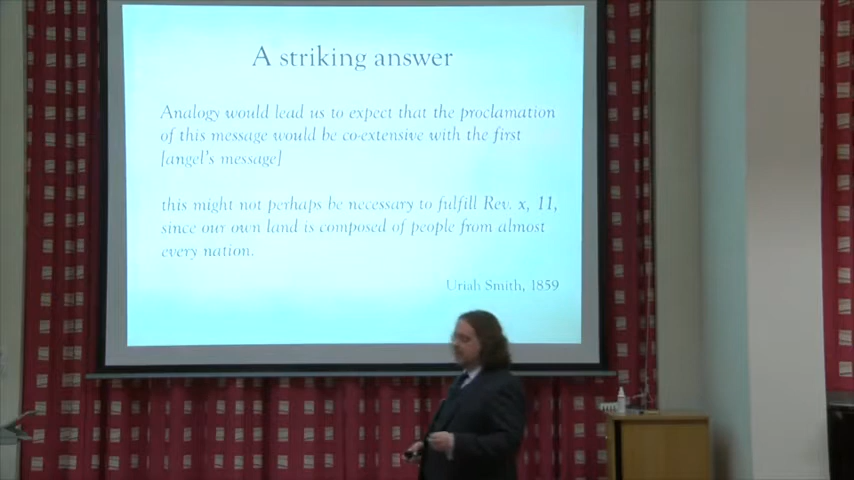 A striking answer
Analogy would lead us to expect that the proclamation
of this message would be co-extensive with the first
[angel's message]
this might not perhaps be necessary to fulfill Rev. x, 11,
since our own land is composed of people from almost
every nation.
Uriah Smith, 1859